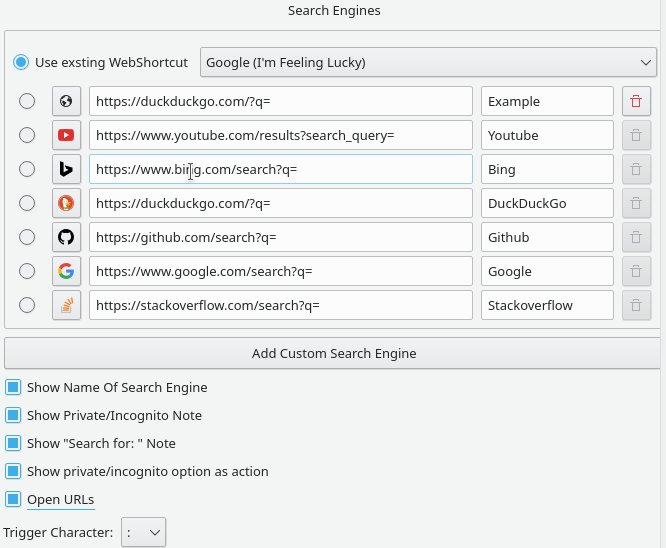 Search Engines
Use exsting WebShortcut Google (I'm Feeling Lucky)
https://duckduckgo.com/?q= Example
https://www.youtube.com/results?search_query= Youtube
https://www.bing.com/search?q= Bing
https://duckduckgo.com/?q= DuckDuckGo
https://github.com/search?q= Github
https://www.google.com/search?q= Google
https://stackoverflow.com/search?q= Stackoverflow
Add Custom Search Engine
Show Name Of Search Engine
Show Private/Incognito Note
Show "Search for: " Note
Show private/incognito option as action
Open URLs
Trigger Character: :